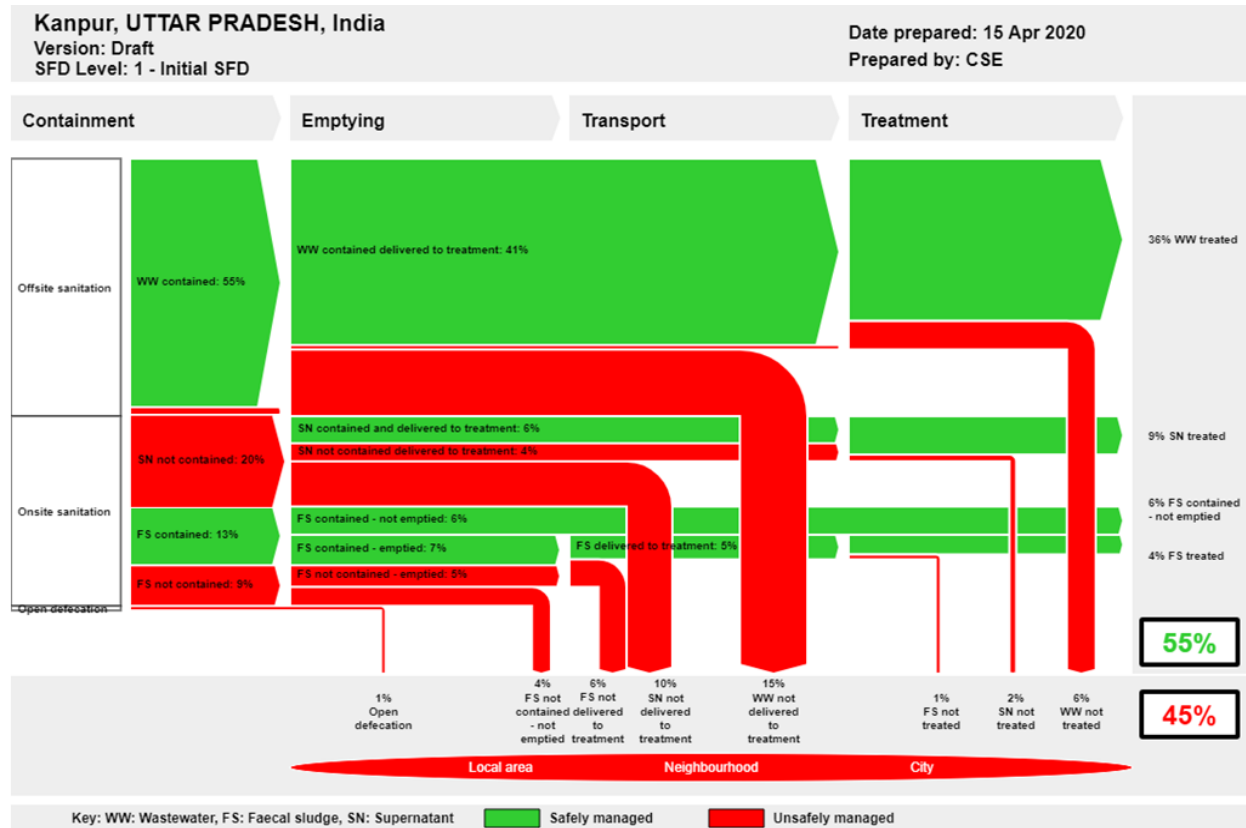 Kanpur, UTTAR PRADESH, India
Version: Draft
SFD Level: 1 - Initial SFD
Date prepared: 15 Apr 2020
Prepared by: CSE
Containment
Emptying
Transport
Treatment
Offsite sanitation
WW contained: 55%
WW contained delivered to treatment: 41%
36% WW treated
SN contained and delivered to treatment: 6%
SN not contained delivered to treatment: 4%
SN not contained: 20%
9% SN treated
Onsite sanitation
FS contained - not emptied: 6%
6% FS contained
- not emptied
FS contained: 13%
FS contained - emptied: 7%
FS delivered to treatment: 5%
4% FS treated
FS not contained: 9%
FS not contained - emptied: 5%
Open defecation
55%
1%
Open
defecation
4%
FS not
contained
- not
emptied
6%
FS not
delivered
to
treatment
10%
SN not
delivered
to
treatment
15%
WW not
delivered
to
treatment
1%
FS not
treated
2%
SN not
treated
6%
WW not
treated
45%
Local area
Neighbourhood
City
Key: WW: Wastewater, FS: Faecal sludge, SN: Supernatant
Safely managed
Unsafely managed